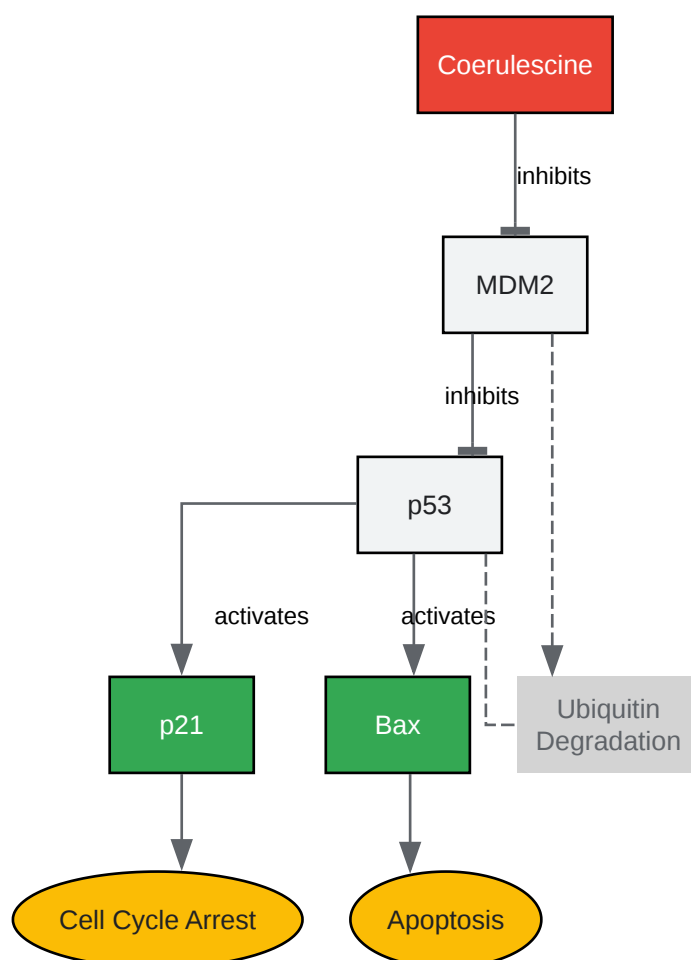 Coerulescine
inhibits
MDM2
inhibits
p53
activates
activates
p21
Bax
Ubiquitin
Degradation
Cell Cycle Arrest
Apoptosis